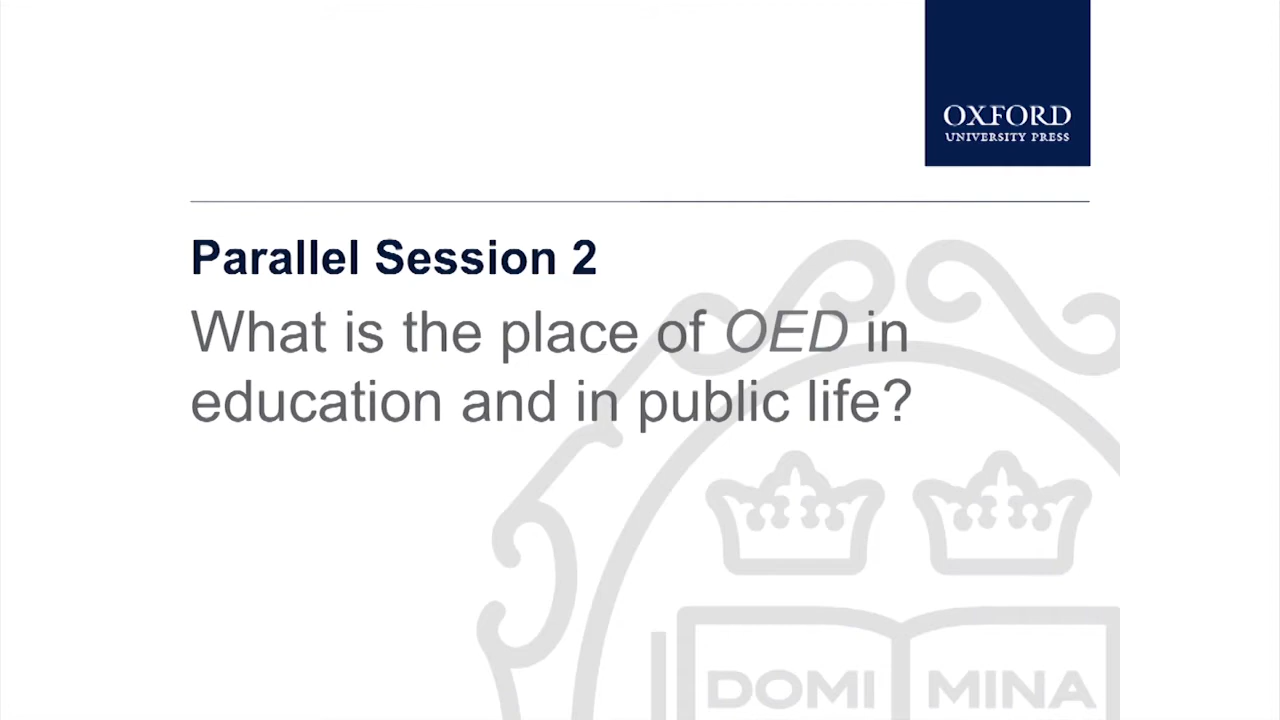 OXFORD
UNIVERSITY PRESS
Parallel Session 2
What is the place of OED in
education and in public life?
DOMI MINA